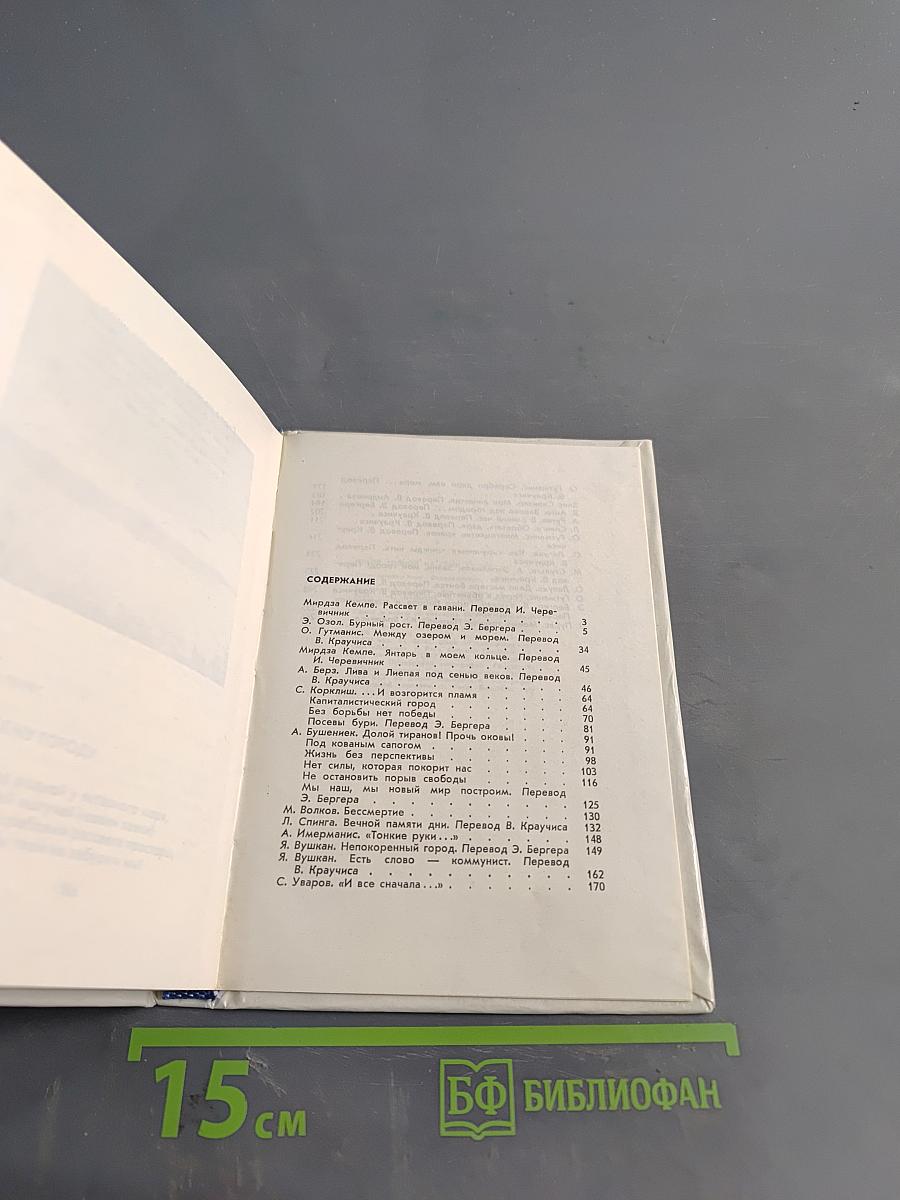 СОДЕРЖАНИЕ
Мирдза Кемпе. Рассвет в гавани. Перевод И. Чере-
вичник . . . . . . . . . . . 3
Э. Озол. Бурный рост. Перевод Э. Бергера . . . 5
О. Гутманис. Между озером и морем. Перевод
В. Краучиса . . . . . . . . . . 34
Мирдза Кемпе. Янтарь в моем кольце. Перевод
И. Черевичник . . . . . . . . . 45
А. Берз. Лива и Лиепая под сенью веков. Перевод
В. Краучиса . . . . . . . . . . 46
С. Корклиш. ...И возгорится пламя . . . . . 64
Капиталистический город . . . . . . . 64
Без борьбы нет победы . . . . . . . 70
Посевы бури. Перевод Э. Бергера . . . . 81
А. Бушениек. Долой тиранов! Прочь оковы! . . . 91
Под кованым сапогом . . . . . . . . 91
Жизнь без перспективы . . . . . . . 98
Нет силы, которая покорит нас . . . . . 103
Не остановить порыв свободы . . . . . 116
Мы наш, мы новый мир построим. Перевод
Э. Бергера . . . . . . . . . . . 125
М. Волков. Бессмертие . . . . . . . . . 130
Л. Спинга. Вечной памяти дни. Перевод В. Краучиса 132
А. Имерманис. «Тонкие руки...» . . . . . . 148
Я. Вушкан. Непокоренный город. Перевод Э. Бергера 149
Я. Вушкан. Есть слово — коммунист. Перевод
В. Краучиса . . . . . . . . . . . 162
С. Уваров. «И все сначала...» . . . . . . . 170
15 см
БФ БИБЛИОФАН